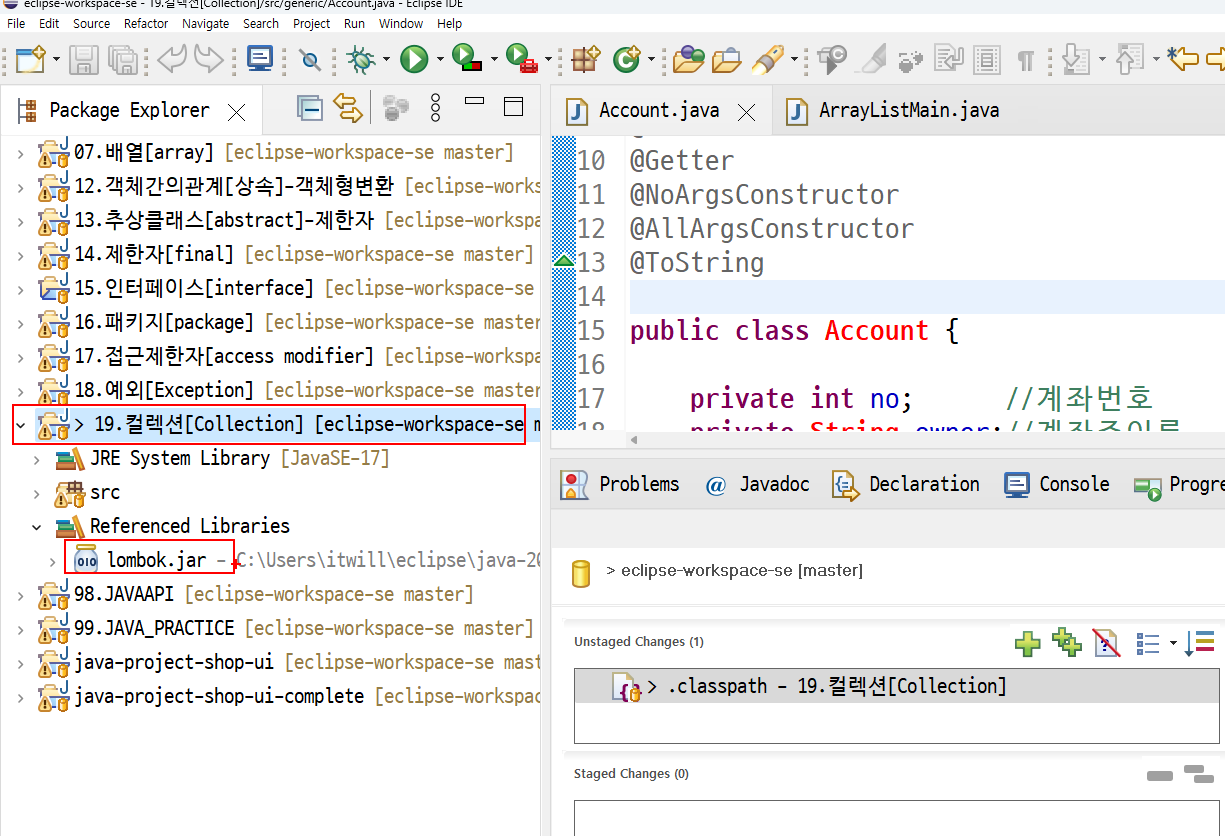 eclipse-workspace-se - 19.컬렉션[Collection]/src/generic/Account.java - Eclipse IDE
File Edit Source Refactor Navigate Search Project Run Window Help
Package Explorer
07.배열[array] [eclipse-workspace-se master]
12.객체간의관계[상속]-객체형변환 [eclipse-works
13.추상클래스[abstract]-제한자 [eclipse-workspa
14.제한자[final] [eclipse-workspace-se master]
15.인터페이스[interface] [eclipse-workspace-se
16.패키지[package] [eclipse-workspace-se master
17.접근제한자[access modifier] [eclipse-workspa
18.예외[Exception] [eclipse-workspace-se master
> 19.컬렉션[Collection] [eclipse-workspace-se m
JRE System Library [JavaSE-17]
src
Referenced Libraries
lombok.jar - C:\Users\itwill\eclipse\java-20
98.JAVAAPI [eclipse-workspace-se master]
99.JAVA_PRACTICE [eclipse-workspace-se master]
java-project-shop-ui [eclipse-workspace-se mast
java-project-shop-ui-complete [eclipse-workspac
Account.java ArrayListMain.java
10 @Getter
11 @NoArgsConstructor
12 @AllArgsConstructor
13 @ToString
14
15 public class Account {
16
17 private int no; //계좌번호
18 private String owner;//계좌주이름
Problems @ Javadoc Declaration Console Progre
> eclipse-workspace-se [master]
Unstaged Changes (1)
> .classpath - 19.컬렉션[Collection]
Staged Changes (0)